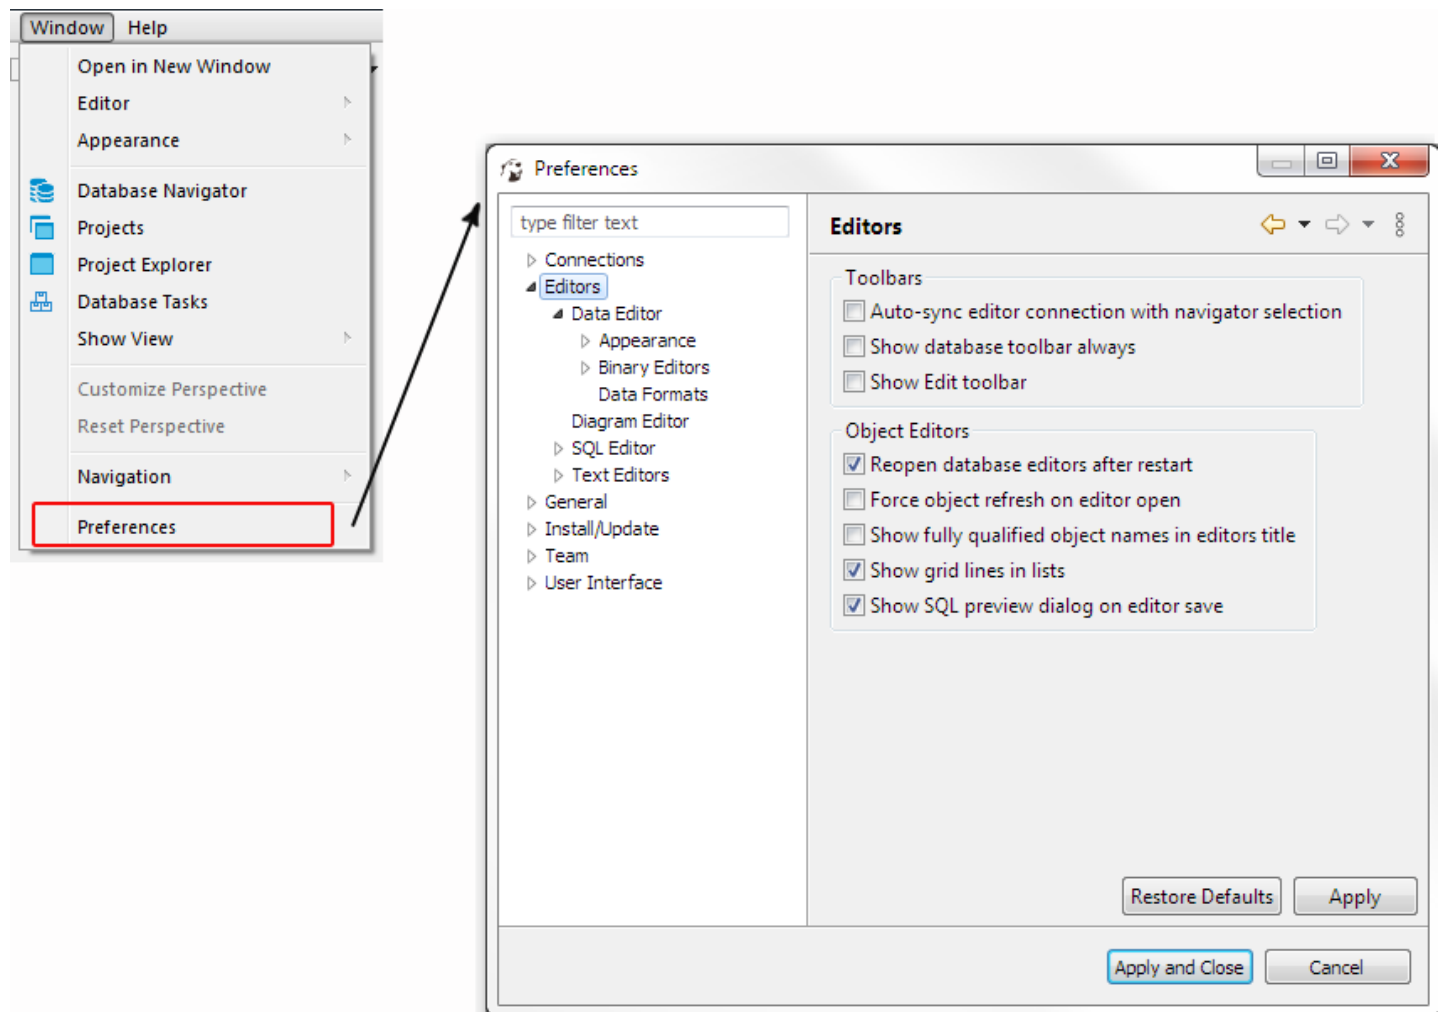 Window Help
Open in New Window
Editor
Appearance
Database Navigator
Projects
Project Explorer
Database Tasks
Show View
Customize Perspective
Reset Perspective
Navigation
Preferences
Preferences
type filter text
Connections
Editors
Data Editor
Appearance
Binary Editors
Data Formats
Diagram Editor
SQL Editor
Text Editors
General
Install/Update
Team
User Interface
Editors
Toolbars
Auto-sync editor connection with navigator selection
Show database toolbar always
Show Edit toolbar
Object Editors
Reopen database editors after restart
Force object refresh on editor open
Show fully qualified object names in editors title
Show grid lines in lists
Show SQL preview dialog on editor save
Restore Defaults Apply
Apply and Close Cancel